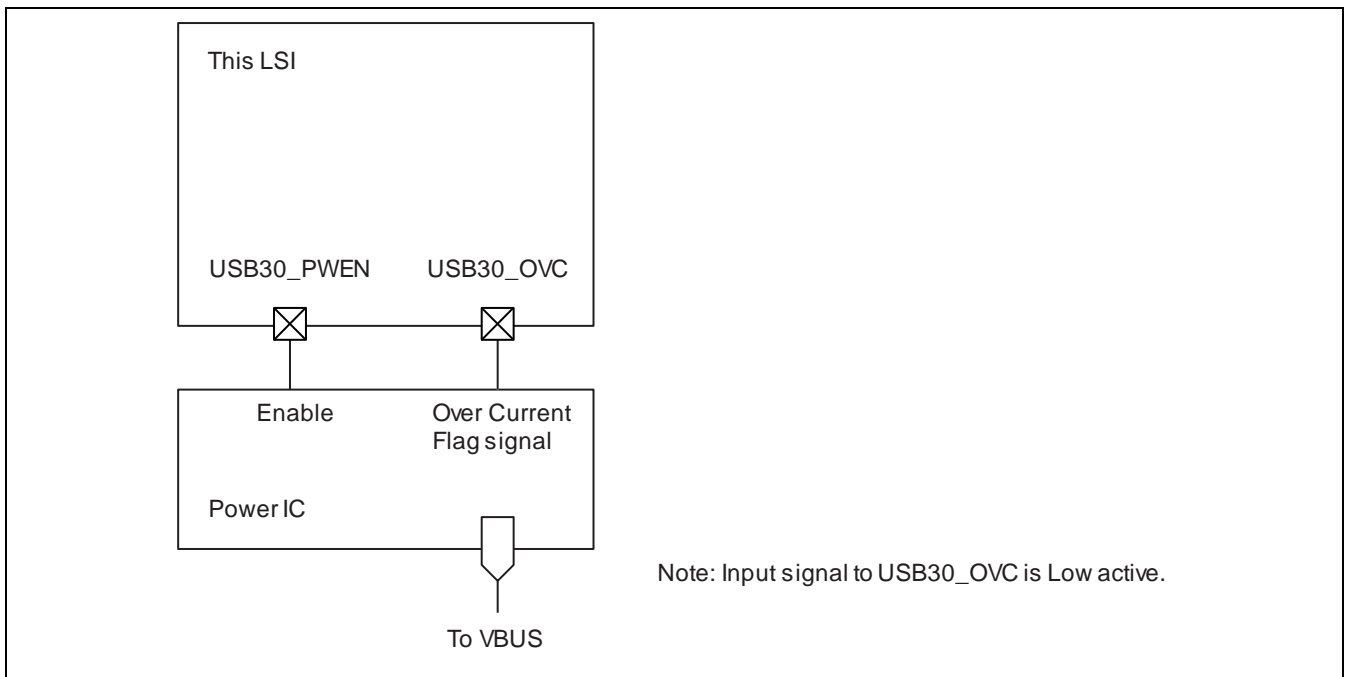 This LSI
USB30_PWEN
USB30_OVC
Enable
Over Current
Flag signal
Power IC
Note: Input signal to USB30_OVC is Low active.
To VBUS